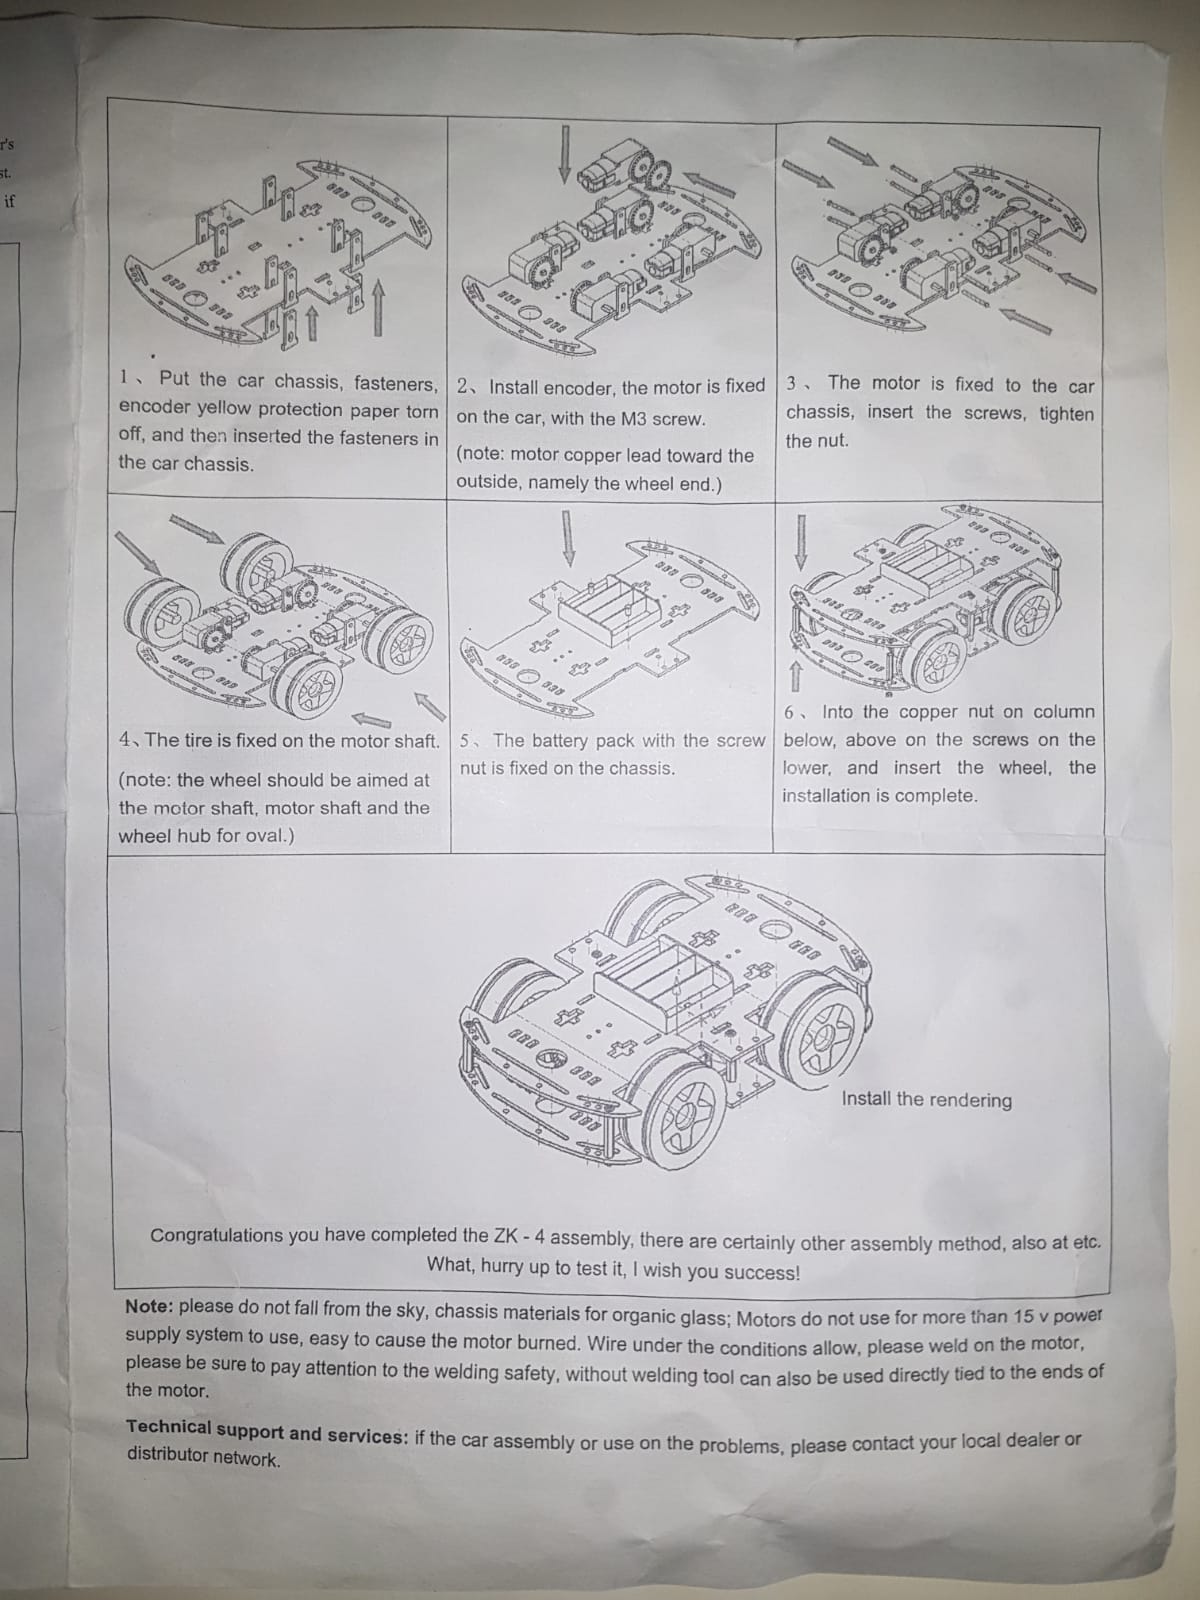 r's
st.
if
1、 Put the car chassis, fasteners,
encoder yellow protection paper torn
off, and then inserted the fasteners in
the car chassis.
2、Install encoder, the motor is fixed
on the car, with the M3 screw.
(note: motor copper lead toward the
outside, namely the wheel end.)
3、 The motor is fixed to the car
chassis, insert the screws, tighten
the nut.
4、The tire is fixed on the motor shaft.
(note: the wheel should be aimed at
the motor shaft, motor shaft and the
wheel hub for oval.)
5、 The battery pack with the screw
nut is fixed on the chassis.
6、 Into the copper nut on column
below, above on the screws on the
lower, and insert the wheel, the
installation is complete.
Install the rendering
Congratulations you have completed the ZK - 4 assembly, there are certainly other assembly method, also at etc.
What, hurry up to test it, I wish you success!
Note: please do not fall from the sky, chassis materials for organic glass; Motors do not use for more than 15 v power
supply system to use, easy to cause the motor burned. Wire under the conditions allow, please weld on the motor,
please be sure to pay attention to the welding safety, without welding tool can also be used directly tied to the ends of
the motor.
Technical support and services: if the car assembly or use on the problems, please contact your local dealer or
distributor network.